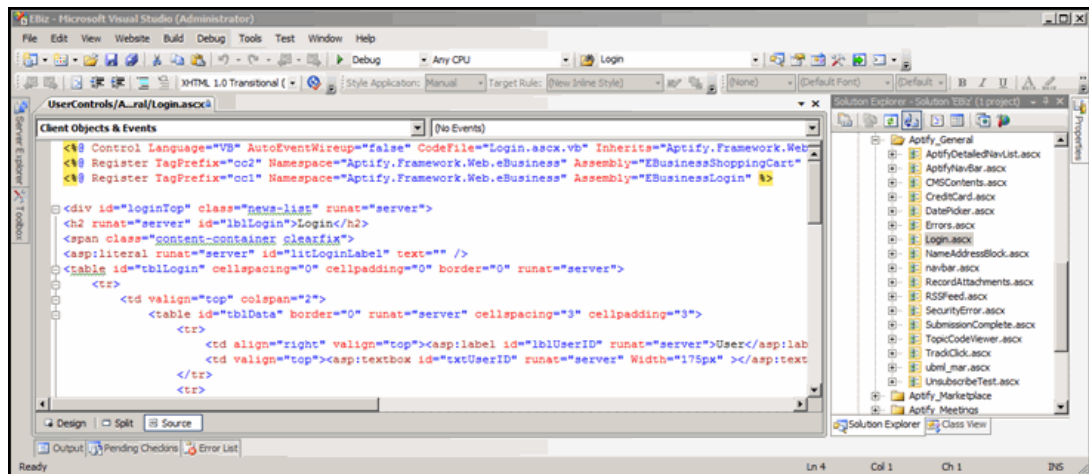 EBiz - Microsoft Visual Studio (Administrator)
File Edit View Website Build Debug Tools Test Window Help
Debug Any CPU Login
XHTML 1.0 Transitional ( Style Application: Manual Target Rule: (New Inline Style) (None) (Default Font) (Default B I U A
UserControls/A...ral/Login.ascx
Client Objects & Events (No Events)
<%@ Control Language="VB" AutoEventWireup="false" CodeFile="Login.ascx.vb" Inherits="Aptify.Framework.Web
<%@ Register TagPrefix="cc2" Namespace="Aptify.Framework.Web.eBusiness" Assembly="EBusinessShoppingCart"
<%@ Register TagPrefix="cc1" Namespace="Aptify.Framework.Web.eBusiness" Assembly="EBusinessLogin" %>
<div id="loginTop" class="news-list" runat="server">
<h2 runat="server" id="lblLogin">Login</h2>
<span class="content-container clearfix">
<asp:literal runat="server" id="litLoginLabel" text="" />
<table id="tblLogin" cellspacing="0" cellpadding="0" border="0" runat="server">
<tr>
<td valign="top" colspan="2">
<table id="tblData" border="0" runat="server" cellspacing="3" cellpadding="3">
<tr>
<td align="right" valign="top"><asp:label id="lblUserID" runat="server">User</asp:lab
<td valign="top"><asp:textbox id="txtUserID" runat="server" Width="175px" ></asp:text
</tr>
<tr>
Design Split Source
Server Explorer
Toolbox
Solution Explorer - Solution 'EBiz' (1 project)
Aptify_General
AptifyDetailedNavList.ascx
AptifyNavBar.ascx
CMSContents.ascx
CreditCard.ascx
DatePicker.ascx
Errors.ascx
Login.ascx
NameAddressBlock.ascx
navbar.ascx
RecordAttachments.ascx
RSSFeed.ascx
SecurityError.ascx
SubmissionComplete.ascx
TopicCodeViewer.ascx
TrackClick.ascx
ubml_mar.ascx
UnsubscribeTest.ascx
Aptify_Marketplace
Aptify_Meetings
Solution Explorer Class View
Properties
Output Pending Checkins Error List
Ready Ln 4 Col 1 Ch 1 INS